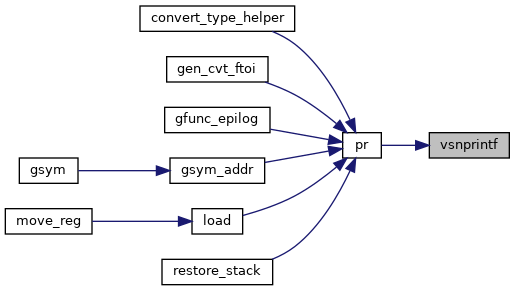 convert_type_helper
gen_cvt_ftoi
gfunc_epilog
pr
vsnprintf
gsym
gsym_addr
move_reg
load
restore_stack